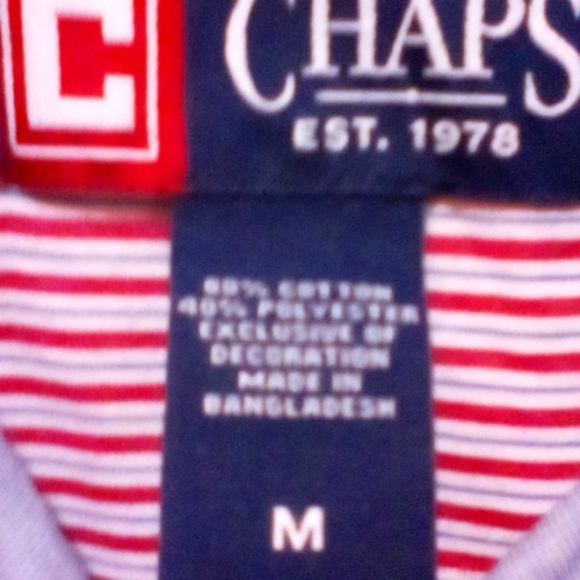 C
CHAPS
EST. 1978
60% COTTON
40% POLYESTER
EXCLUSIVE OF
DECORATION
MADE IN
BANGLADESH
M